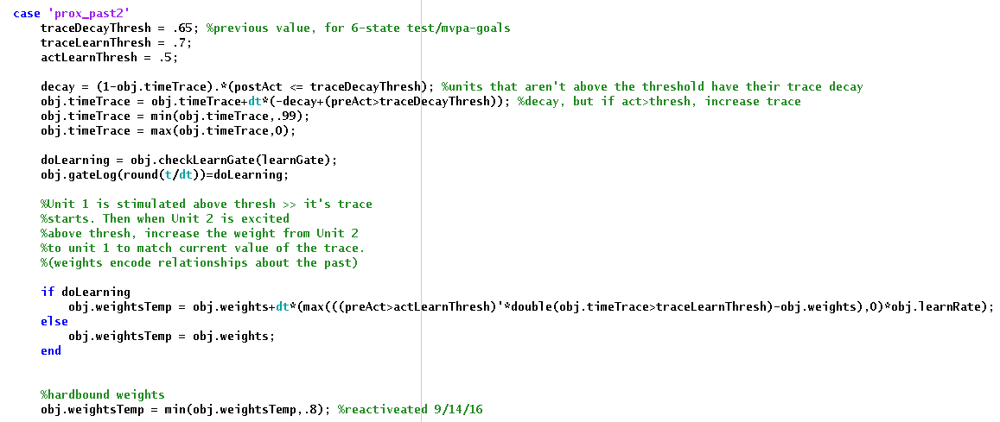 case 'prox_past2'
traceDecayThresh = .65; %previous value, for 6-state test/mvpa-goals
traceLearnThresh = .7;
actLearnThresh = .5;
decay = (1-obj.timeTrace).*(postAct <= traceDecayThresh); %units that aren't above the threshold have their trace decay
obj.timeTrace = obj.timeTrace+dt*(-decay+(preAct>traceDecayThresh)); %decay, but if act>thresh, increase trace
obj.timeTrace = min(obj.timeTrace,.99);
obj.timeTrace = max(obj.timeTrace,0);
doLearning = obj.checkLearnGate(learnGate);
obj.gateLog(round(t/dt))=doLearning;
%Unit 1 is stimulated above thresh >> it's trace
%starts. Then when Unit 2 is excited
%above thresh, increase the weight from Unit 2
%to unit 1 to match current value of the trace.
%(weights encode relationships about the past)
if doLearning
obj.weightsTemp = obj.weights+dt*(max(((preAct>actLearnThresh)'*double(obj.timeTrace>traceLearnThresh)-obj.weights),0)*obj.learnRate);
else
obj.weightsTemp = obj.weights;
end
%hardbound weights
obj.weightsTemp = min(obj.weightsTemp,.8); %reactiveated 9/14/16